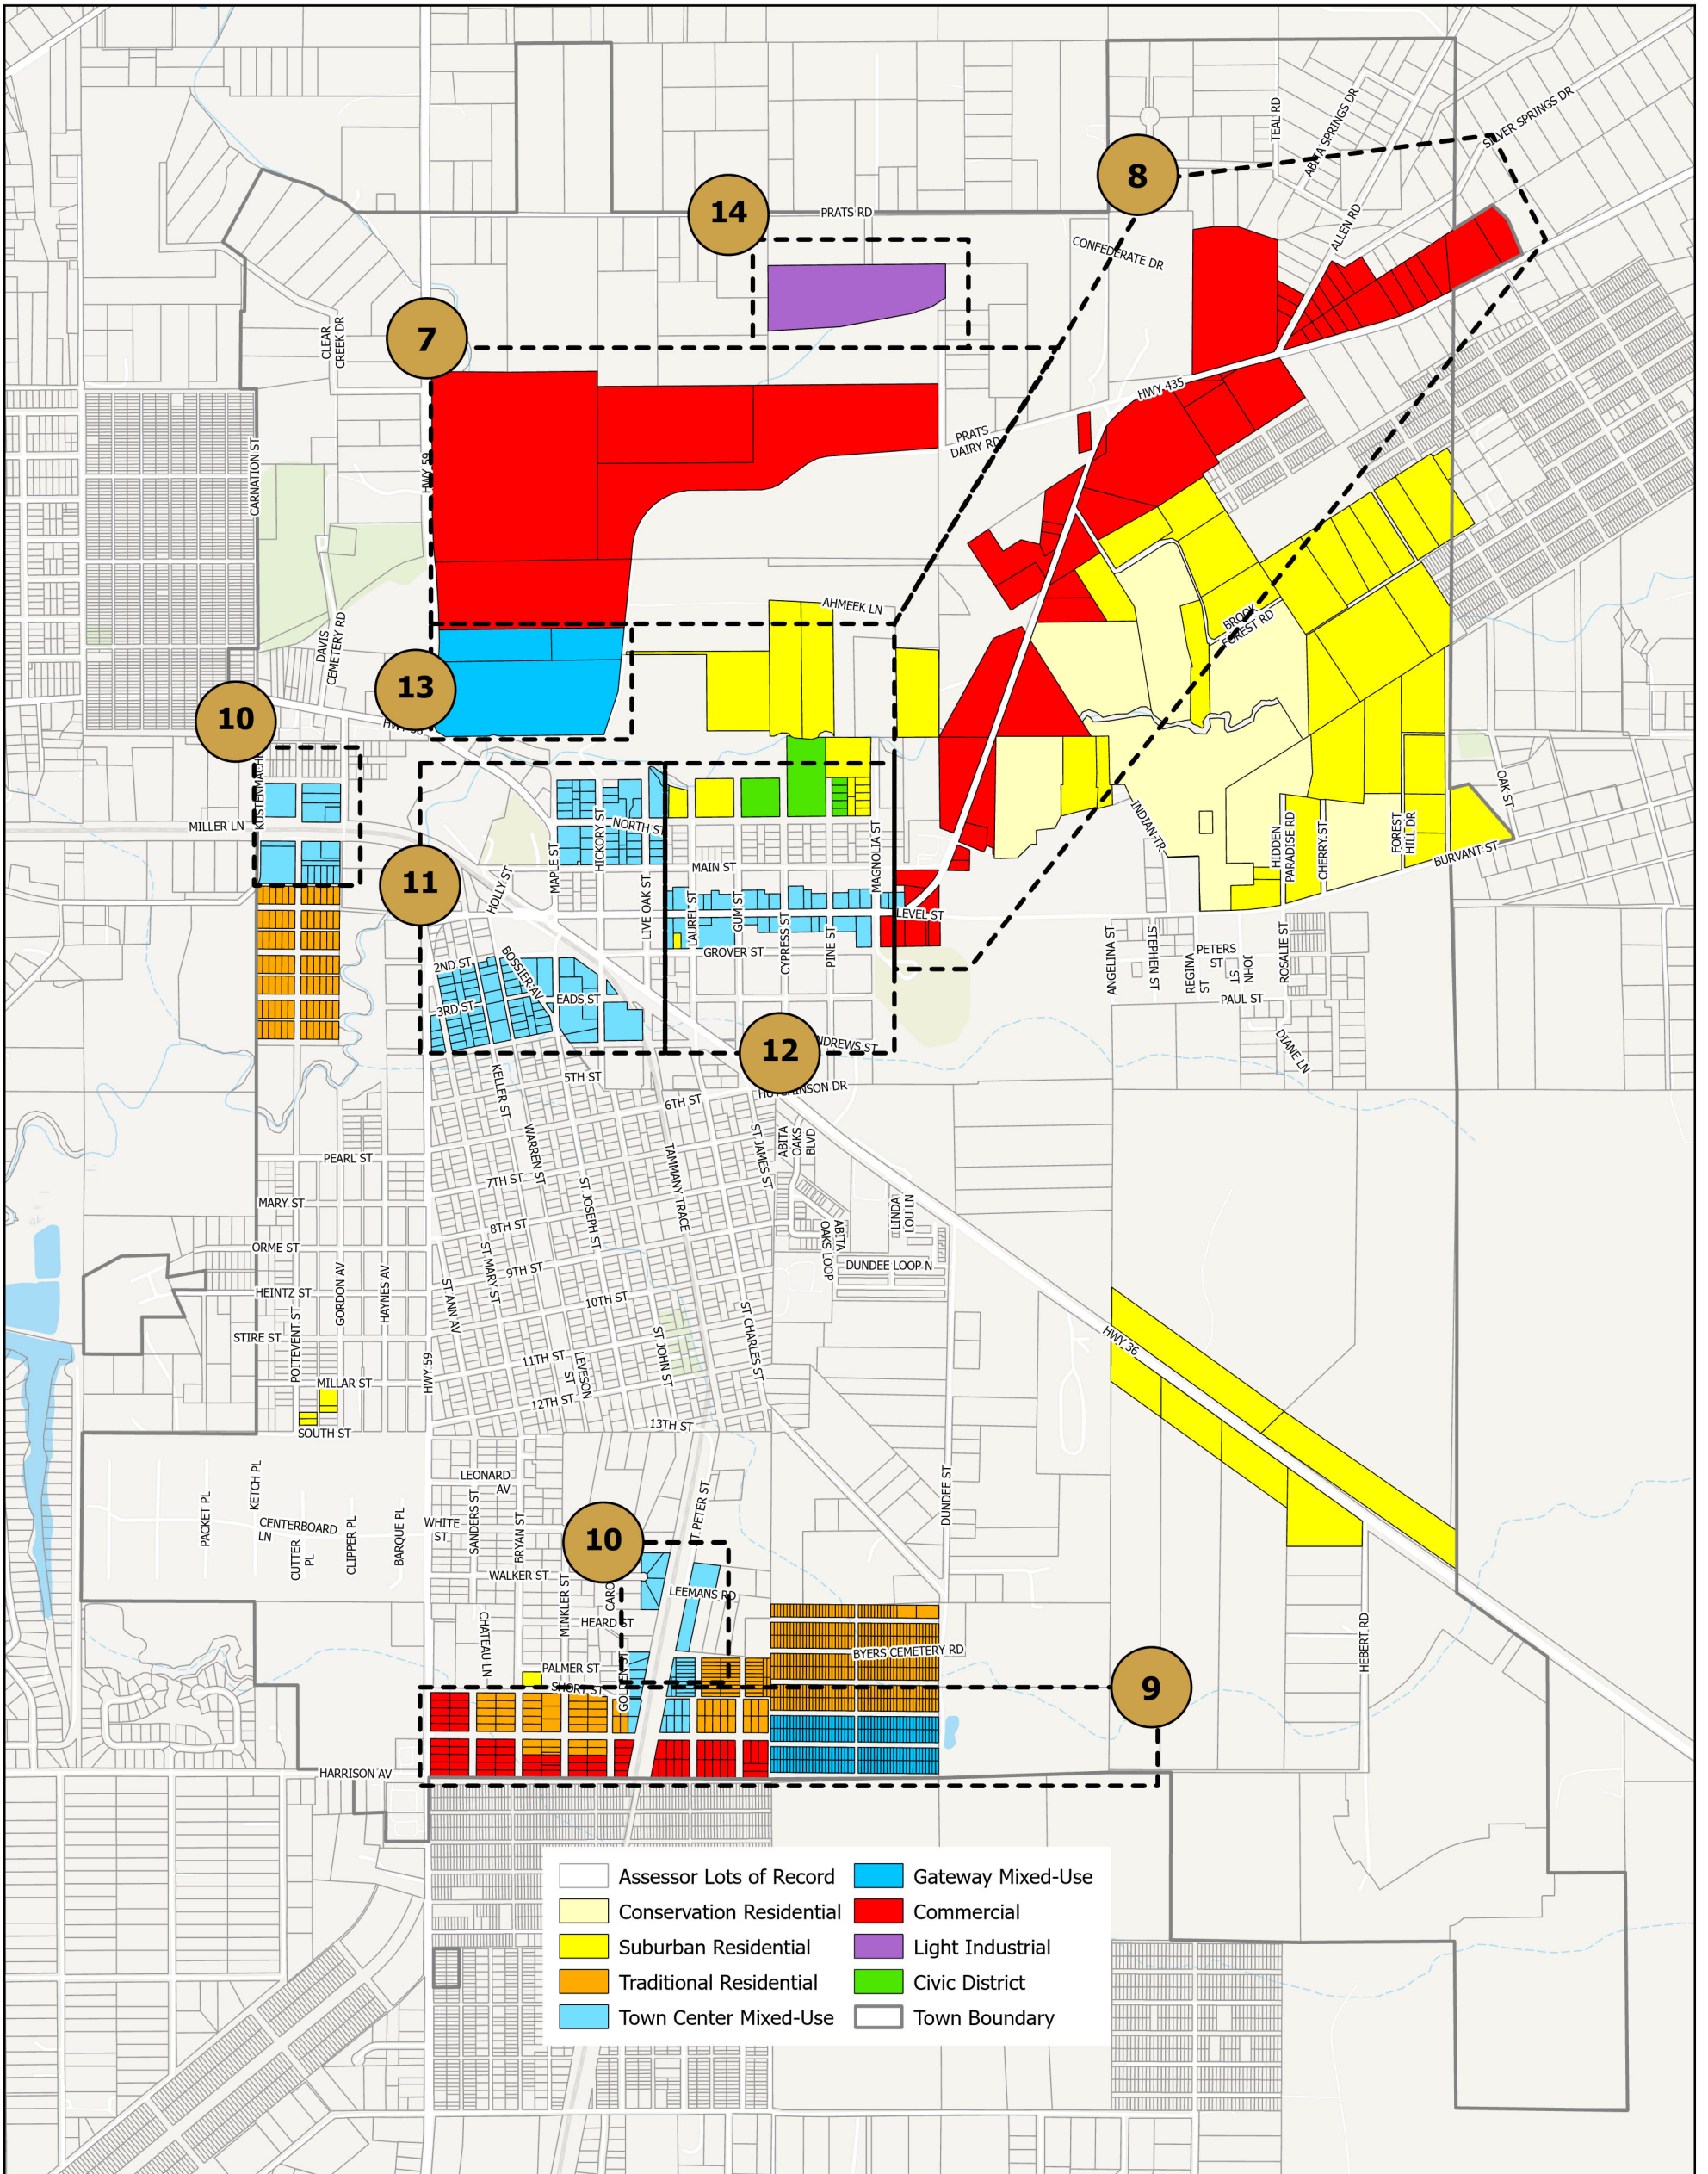 8
SILVER SPRINGS DR
TEAL RD
ABITA SPRINGS DR
14
PRATS RD
ALLEN RD
CONFEDERATE DR
7
CLEAR
CREEK DR
HWY 435
PRATS
DAIRY RD
CARNATION ST
HWY 59
AHMEEK LN
BROOK
FOREST RD
DAVIS
CEMETERY RD
13
10
OAK ST
MILLER LN
NORTH ST
HICKORY ST
INDIAN TR
HIDDEN
PARADISE RD
CHERRY ST
FOREST
HILL DR
BURVANT ST
MAPLE ST
MAIN ST
MAGNOLIA ST
11
HOLLY ST
LIVE OAK ST
LAUREL ST
GUM ST
CYPRESS ST
PINE ST
LEVEL ST
GROVER ST
2ND ST
BOSSIER AV
3RD ST
EADS ST
ANGELINA ST
STEPHEN ST
REGINA
ST
PETERS
ST
JOHN
ST
ROSALIE ST
PAUL ST
DIANE LN
12
5TH ST
KELLER ST
6TH ST
PEARL ST
WARREN ST
ST JAMES ST
ABITA
OAKS
BLVD
TAMMANY TRACE
7TH ST
MARY ST
ST JOSEPH ST
8TH ST
LINDA
LOU LN
ABITA
OAKS LOOP
ORME ST
ST MARY ST
9TH ST
DUNDEE LOOP N
HEINTZ ST
GORDON AV
HAYNES AV
ST ANN AV
10TH ST
STIRE ST
POITEVENT ST
ST JOHN ST
ST CHARLES ST
HWY 36
HWY 59
11TH ST
LEVESON
ST
MILLAR ST
12TH ST
SOUTH ST
13TH ST
LEONARD
AV
KETCH PL
PACKET PL
CENTERBOARD
LN
CUTTER
PL
CLIPPER PL
BARQUE PL
WHITE
ST
SANDERS ST
BRYAN ST
DUNDEE ST
10
WALKER ST
LEEMANS RD
MINKLER ST
HEARD ST
CHATEAU LN
BYERS CEMETERY RD
HEBERT RD
PALMER ST
SHORT ST
9
HARRISON AV
Assessor Lots of Record
Conservation Residential
Suburban Residential
Traditional Residential
Town Center Mixed-Use
Gateway Mixed-Use
Commercial
Light Industrial
Civic District
Town Boundary